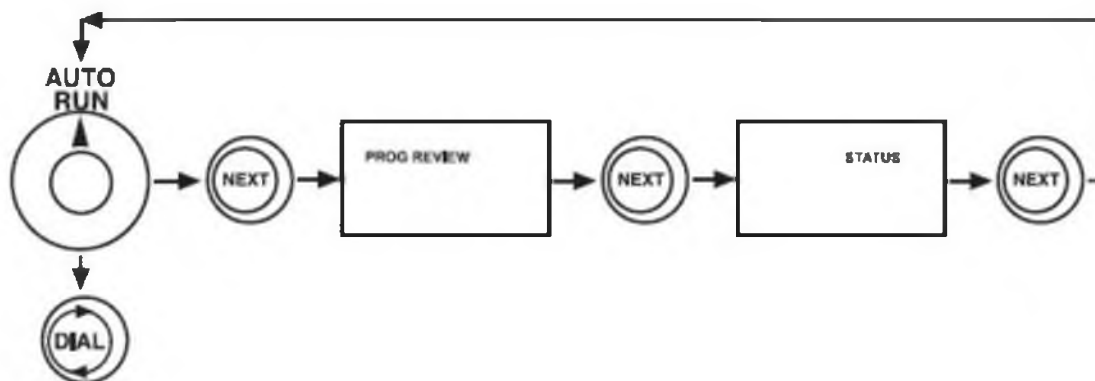 AUTO
RUN
NEXT
PROG REVIEW
NEXT
STATUS
NEXT
DIAL